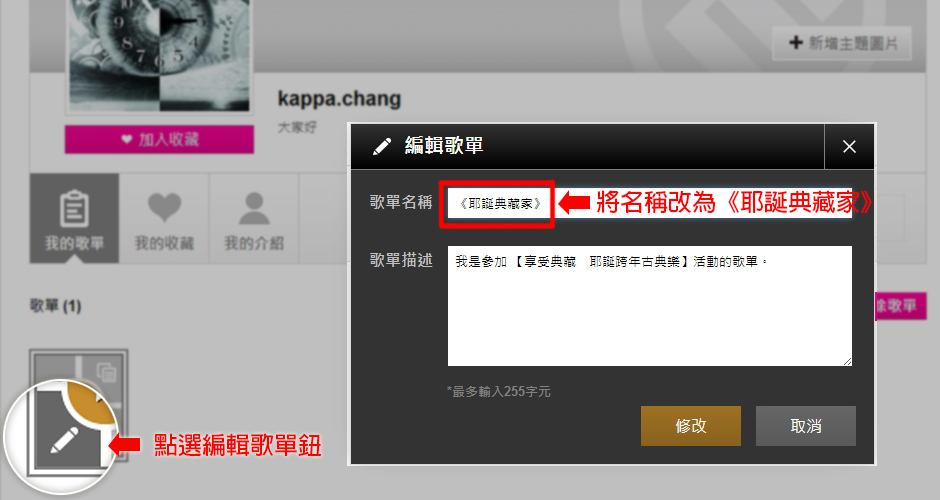 + 新增主題圖片
kappa.chang
大家好
加入收藏
編輯歌單
歌單名稱
《耶誕典藏家》
將名稱改為《耶誕典藏家》
我的歌單
我的收藏
我的介紹
歌單描述
我是參加 【享受典藏 耶誕跨年古典樂】活動的歌單。
歌單 (1)
除歌單
*最多輸入255字元
修改
取消
點選編輯歌單鈕